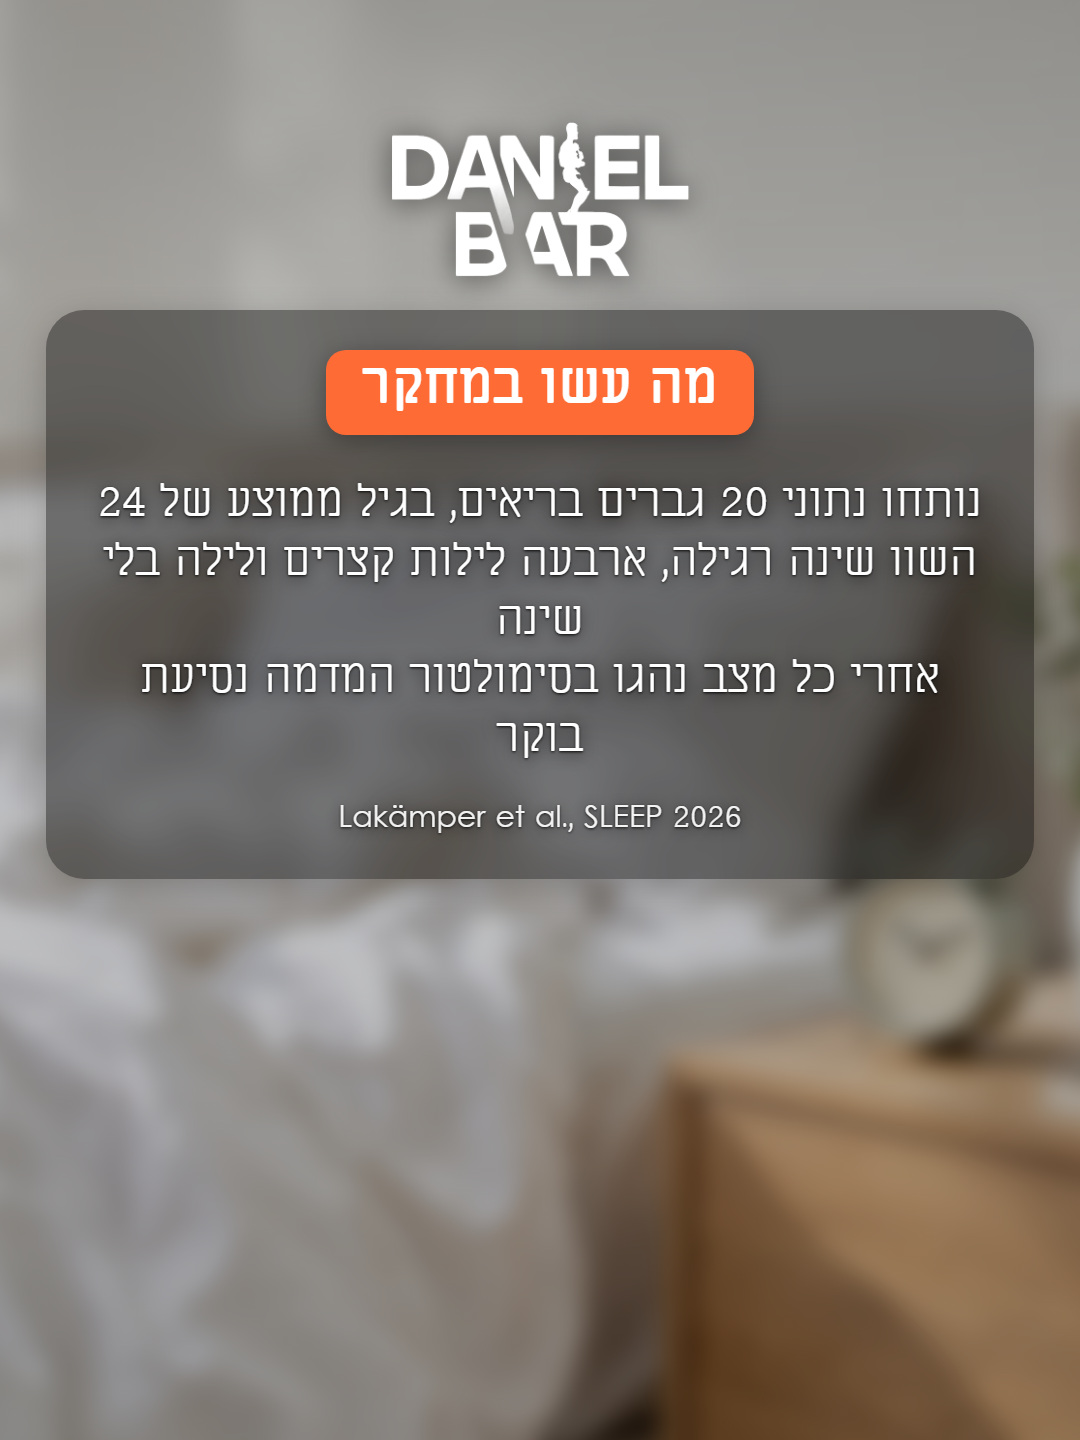 DANIEL
BAR
מה עשו במחקר
נותחו נתוני 20 גברים בריאים, בגיל ממוצע של 24
השוו שינה רגילה, ארבעה לילות קצרים ולילה בלי
שינה
אחרי כל מצב נהגו בסימולטור המדמה נסיעת
בוקר
Lakämper et al., SLEEP 2026